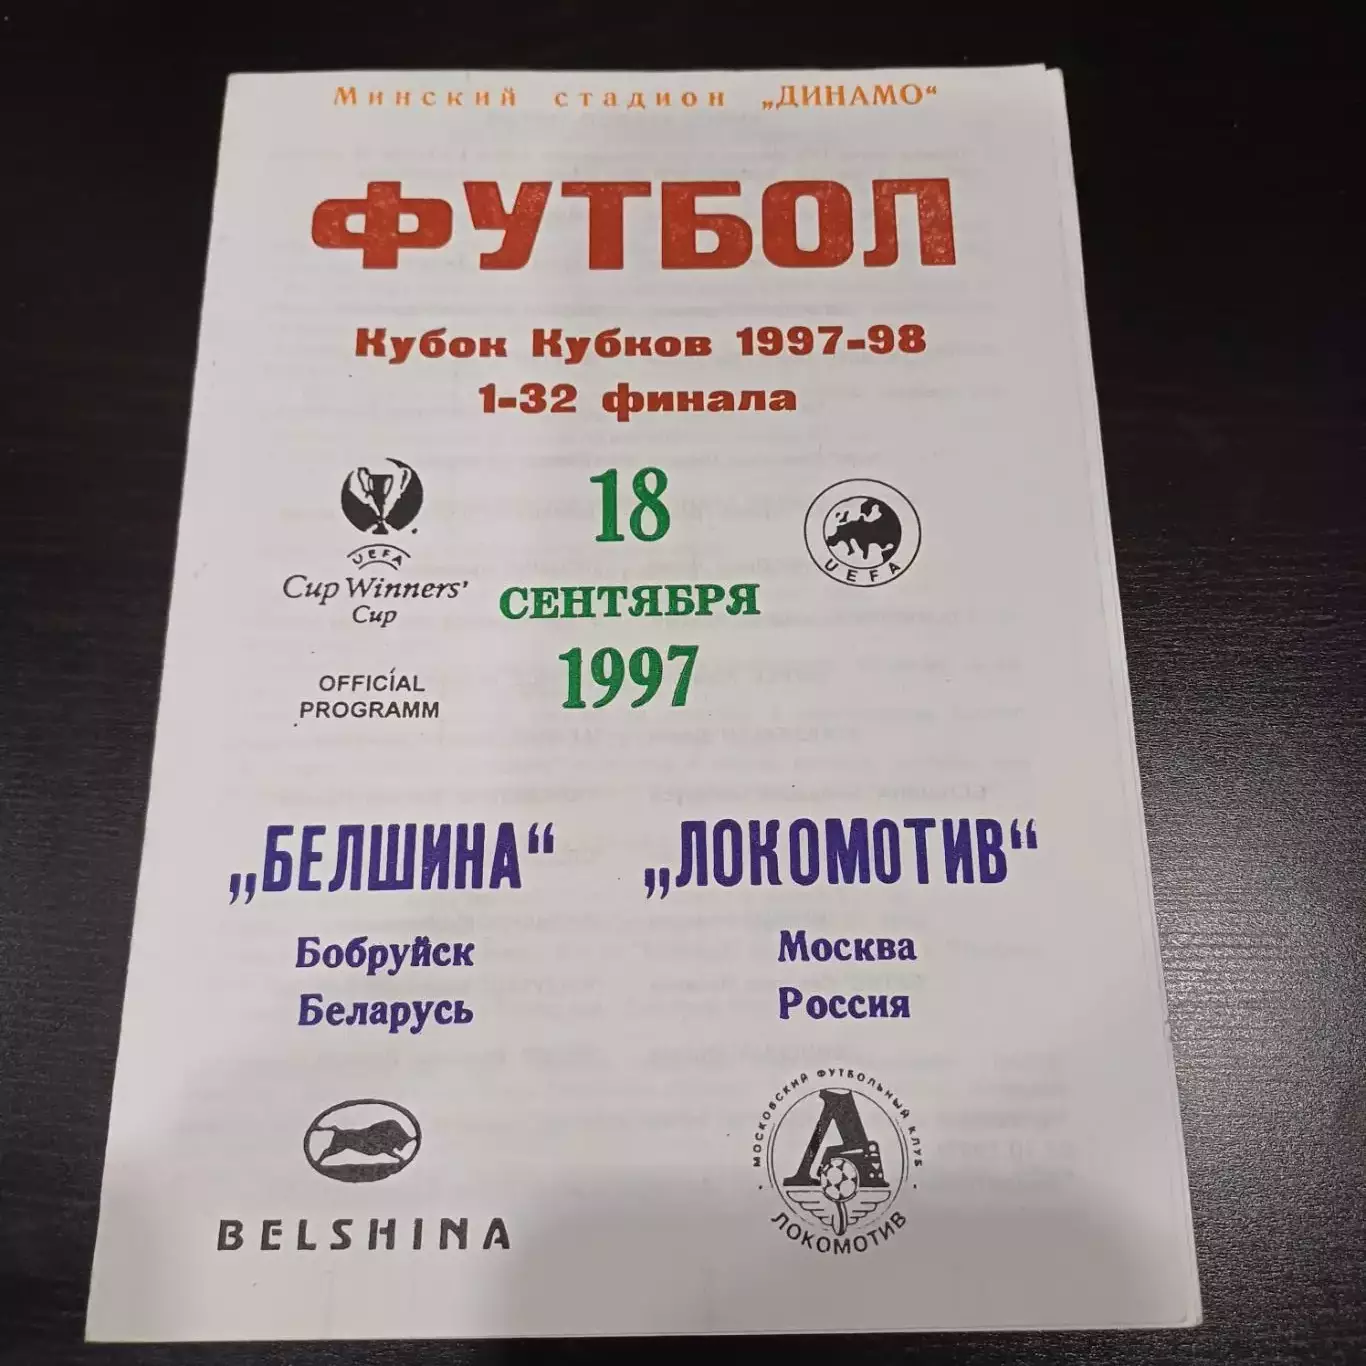 Минский стадион „ДИНАМО“
ФУТБОЛ
Кубок Кубков 1997-98
1-32 финала
18
СЕНТЯБРЯ
1997
UEFA
Cup Winners'
Cup
OFFICÍAL
PROGRAMM
UEFA
„БЕЛШИНА“
Бобруйск
Беларусь
„ЛОКОМОТИВ“
Москва
Россия
BELSHINA
· МОСКОВСКИЙ ФУТБОЛЬНЫЙ КЛУБ ·
ЛОКОМОТИВ